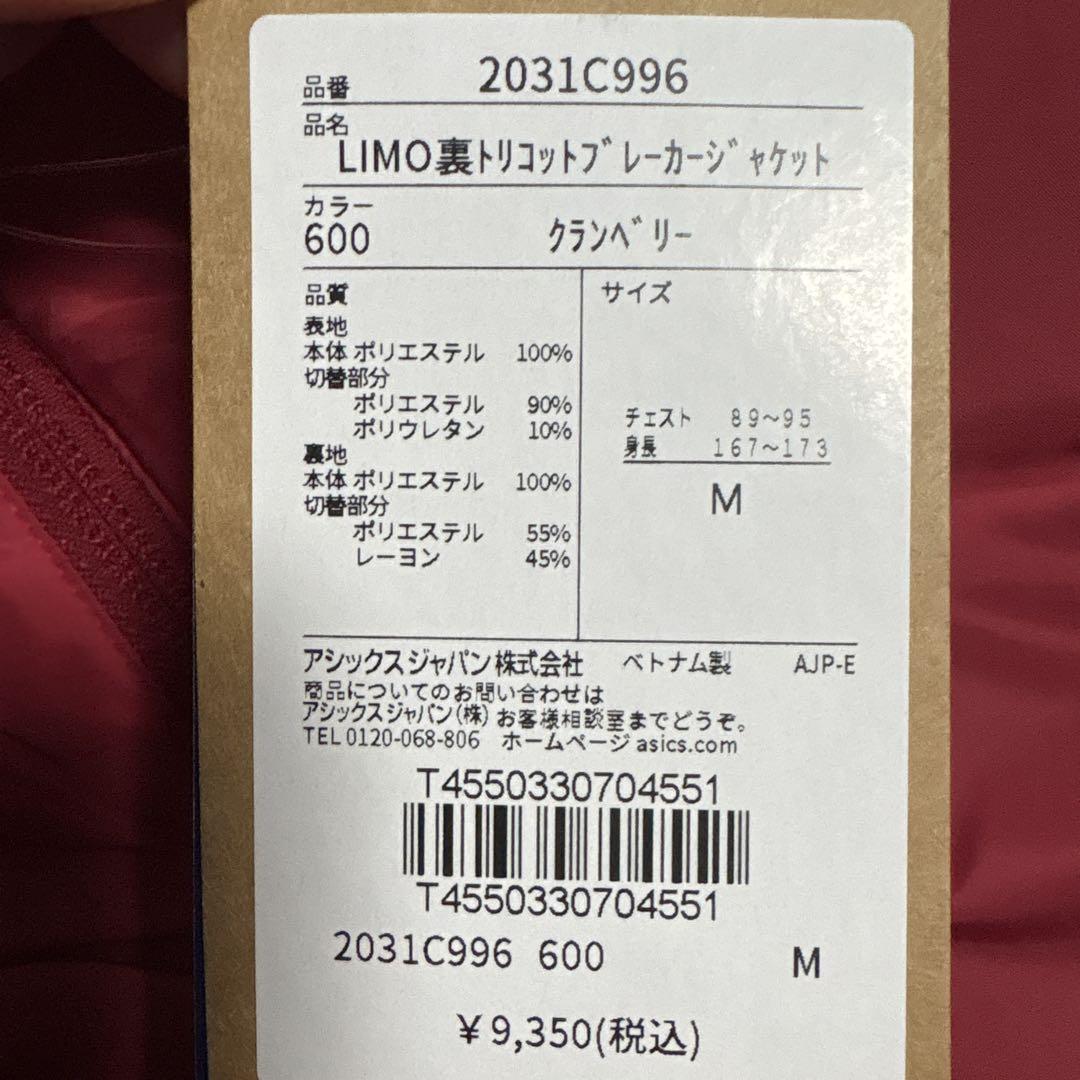 品番 2031C996
品名
LIMO裏ﾄﾘｺｯﾄﾌﾞﾚｰｶｰｼﾞｬｹｯﾄ
カラー
600 ｸﾗﾝﾍﾞﾘｰ
品質
サイズ
表地
本体 ポリエステル 100%
切替部分
ポリエステル 90%
ポリウレタン 10%
裏地
本体 ポリエステル 100%
切替部分
ポリエステル 55%
レーヨン 45%
チェスト 89～95
身長 167～173
M
アシックスジャパン株式会社 ベトナム製 AJP-E
商品についてのお問い合わせは
アシックスジャパン(株)お客様相談室までどうぞ。
TEL 0120-068-806 ホームページ asics.com
T4550330704551
T4550330704551
2031C996 600 M
¥9,350(税込)